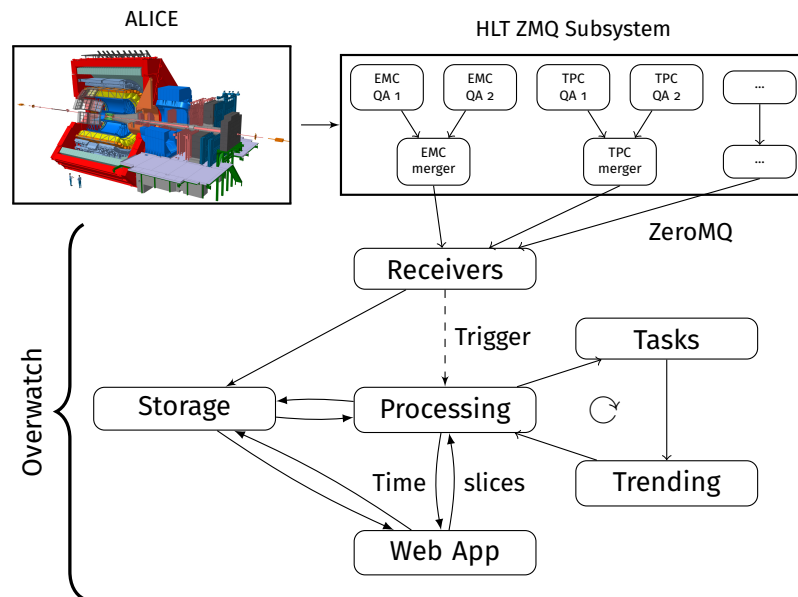 ALICE
HLT ZMQ Subsystem
EMC
QA 1
EMC
QA 2
TPC
QA 1
TPC
QA 2
...
EMC
merger
TPC
merger
...
ZeroMQ
Receivers
Trigger
Tasks
Overwatch
Storage
Processing
Time slices
Trending
Web App